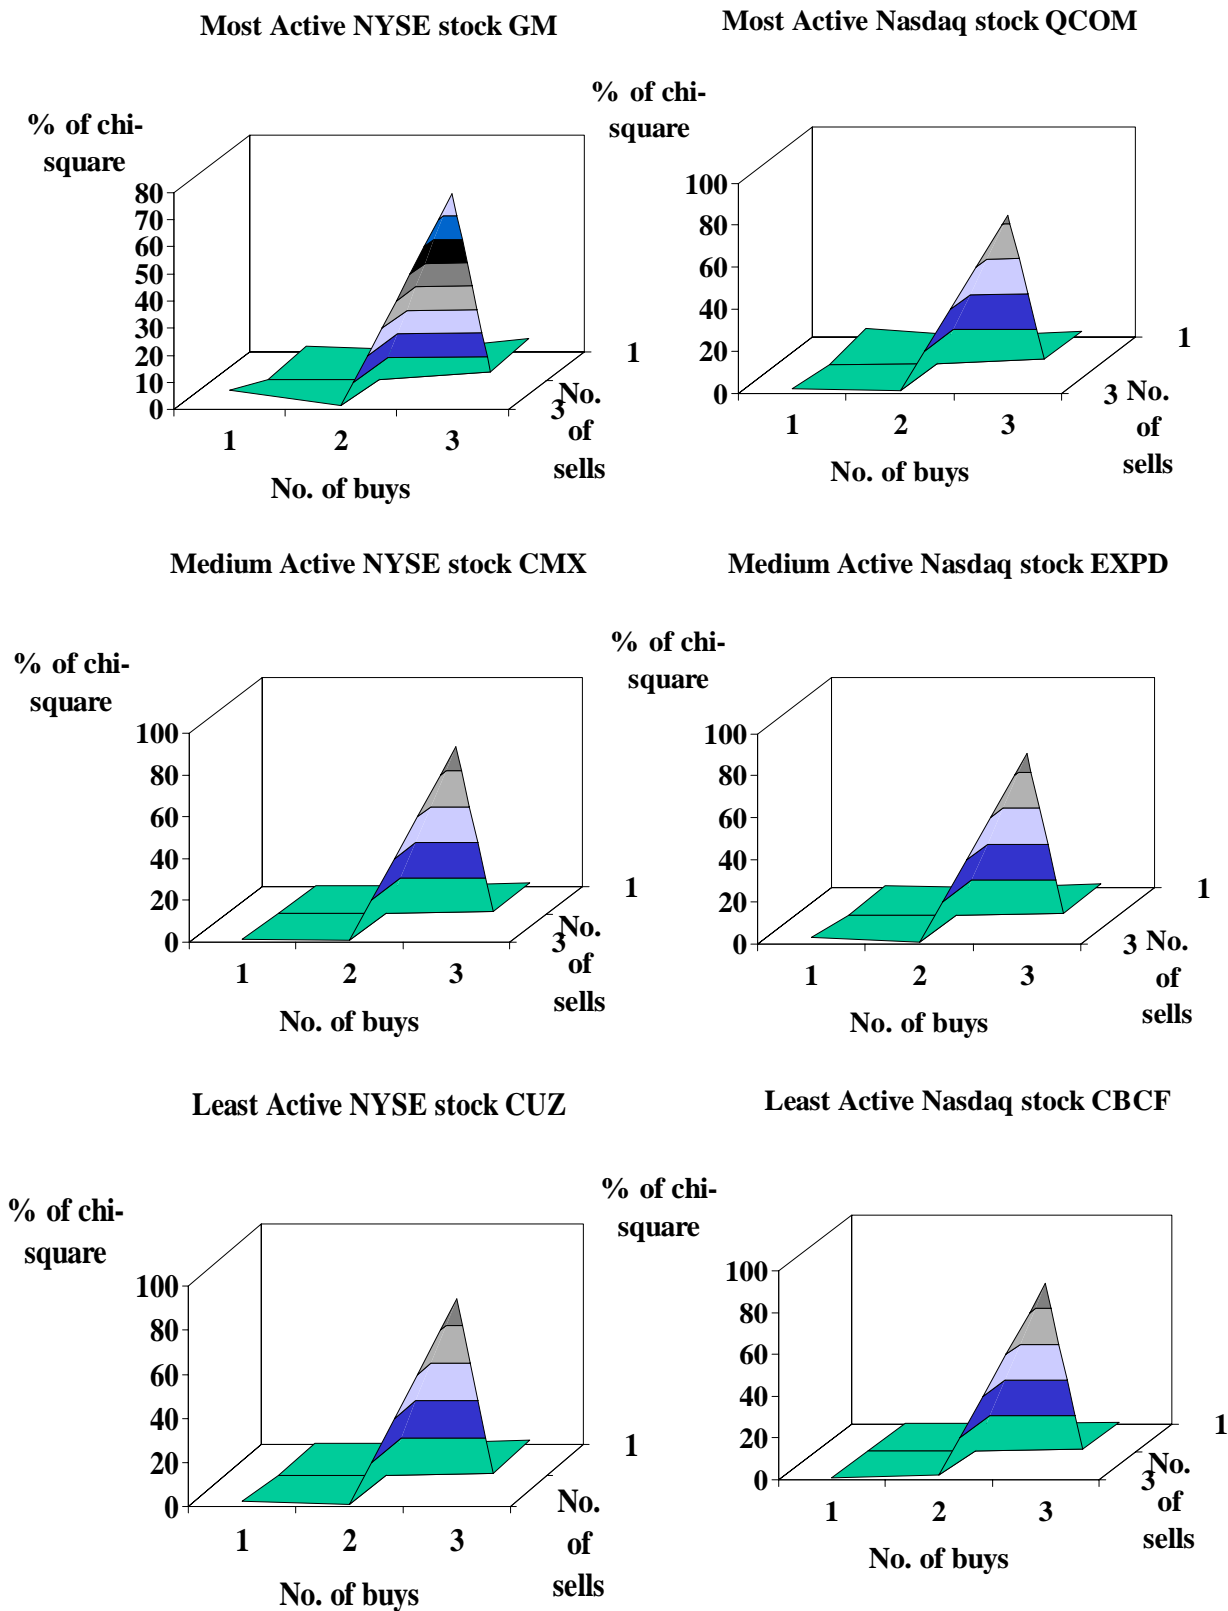 Most Active NYSE stock GM
% of chi-
square
80
70
60
50
40
30
20
10
0
1
2
3
No. of buys
1
3
No.
of
sells
Most Active Nasdaq stock QCOM
% of chi-
square
100
80
60
40
20
0
1
2
3
No. of buys
1
3
No.
of
sells
Medium Active NYSE stock CMX
% of chi-
square
100
80
60
40
20
0
1
2
3
No. of buys
1
3
No.
of
sells
Medium Active Nasdaq stock EXPD
% of chi-
square
100
80
60
40
20
0
1
2
3
No. of buys
1
3
No.
of
sells
Least Active NYSE stock CUZ
% of chi-
square
100
80
60
40
20
0
1
2
3
No. of buys
1
No.
of
sells
Least Active Nasdaq stock CBCF
% of chi-
square
100
80
60
40
20
0
1
2
3
No. of buys
1
3
No.
of
sells